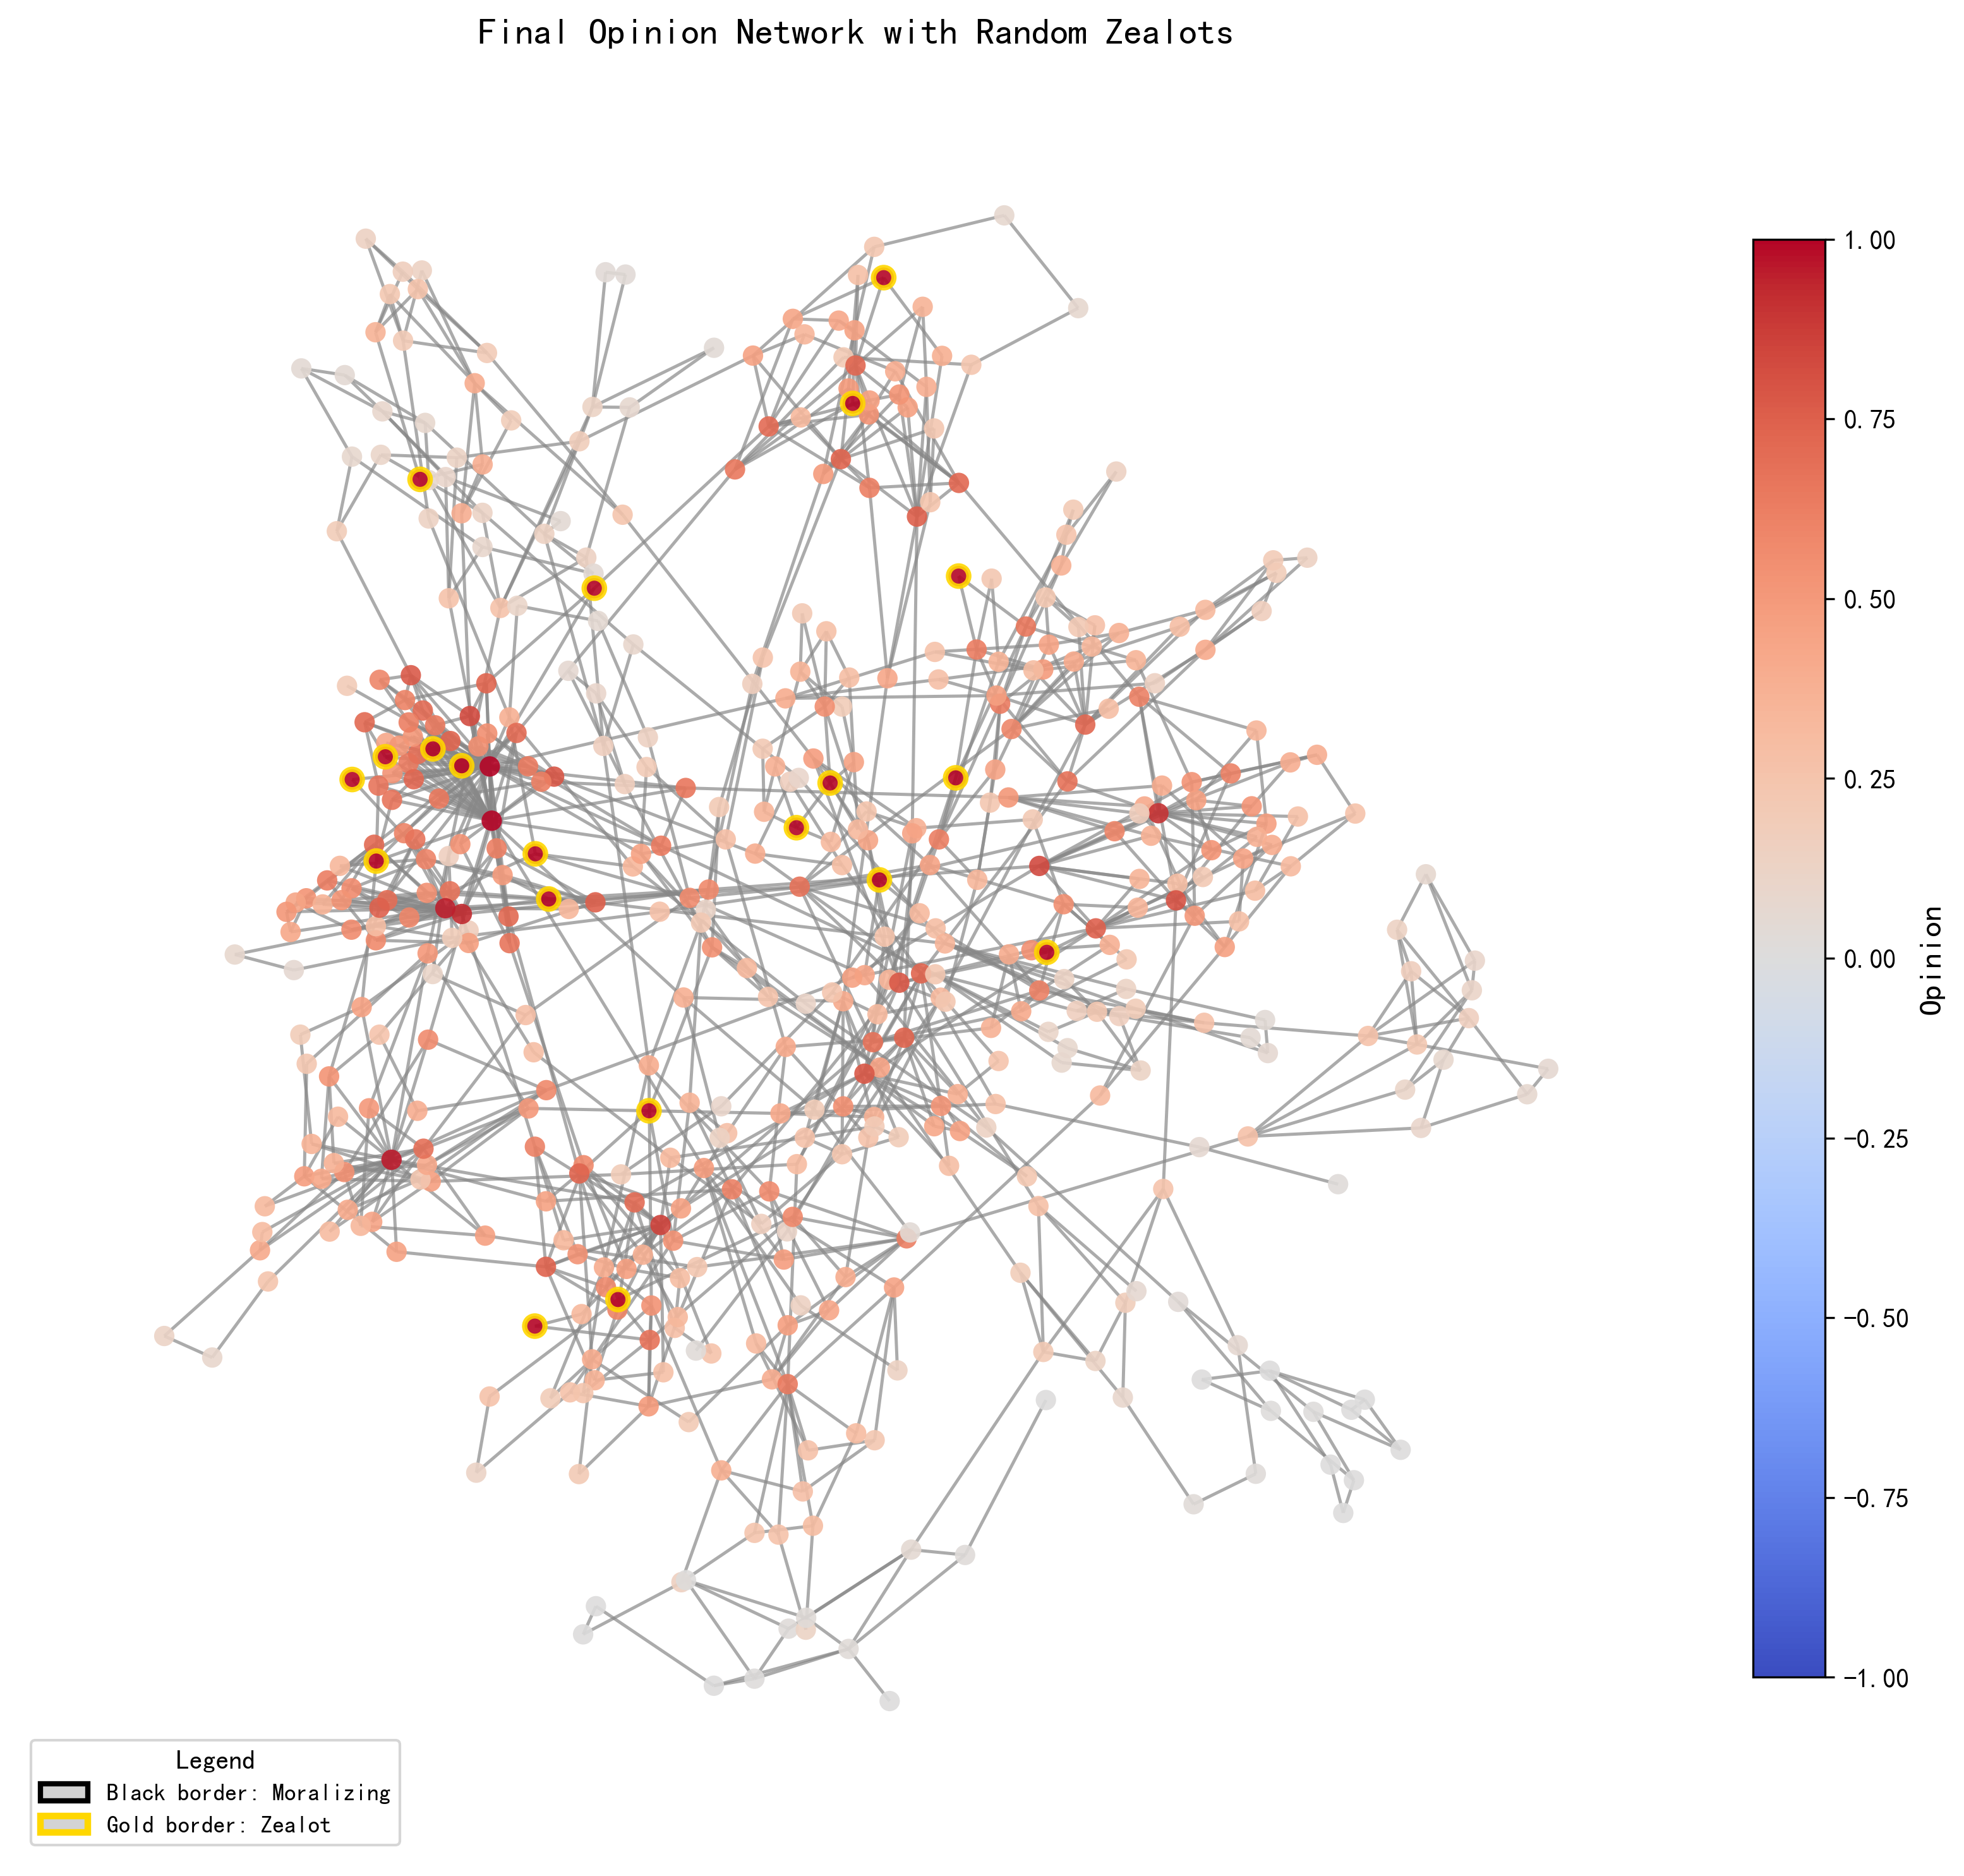 Final Opinion Network with Random Zealots
1.00
0.75
0.50
0.25
0.00
−0.25
−0.50
−0.75
−1.00
Opinion
Legend
Black border: Moralizing
Gold border: Zealot